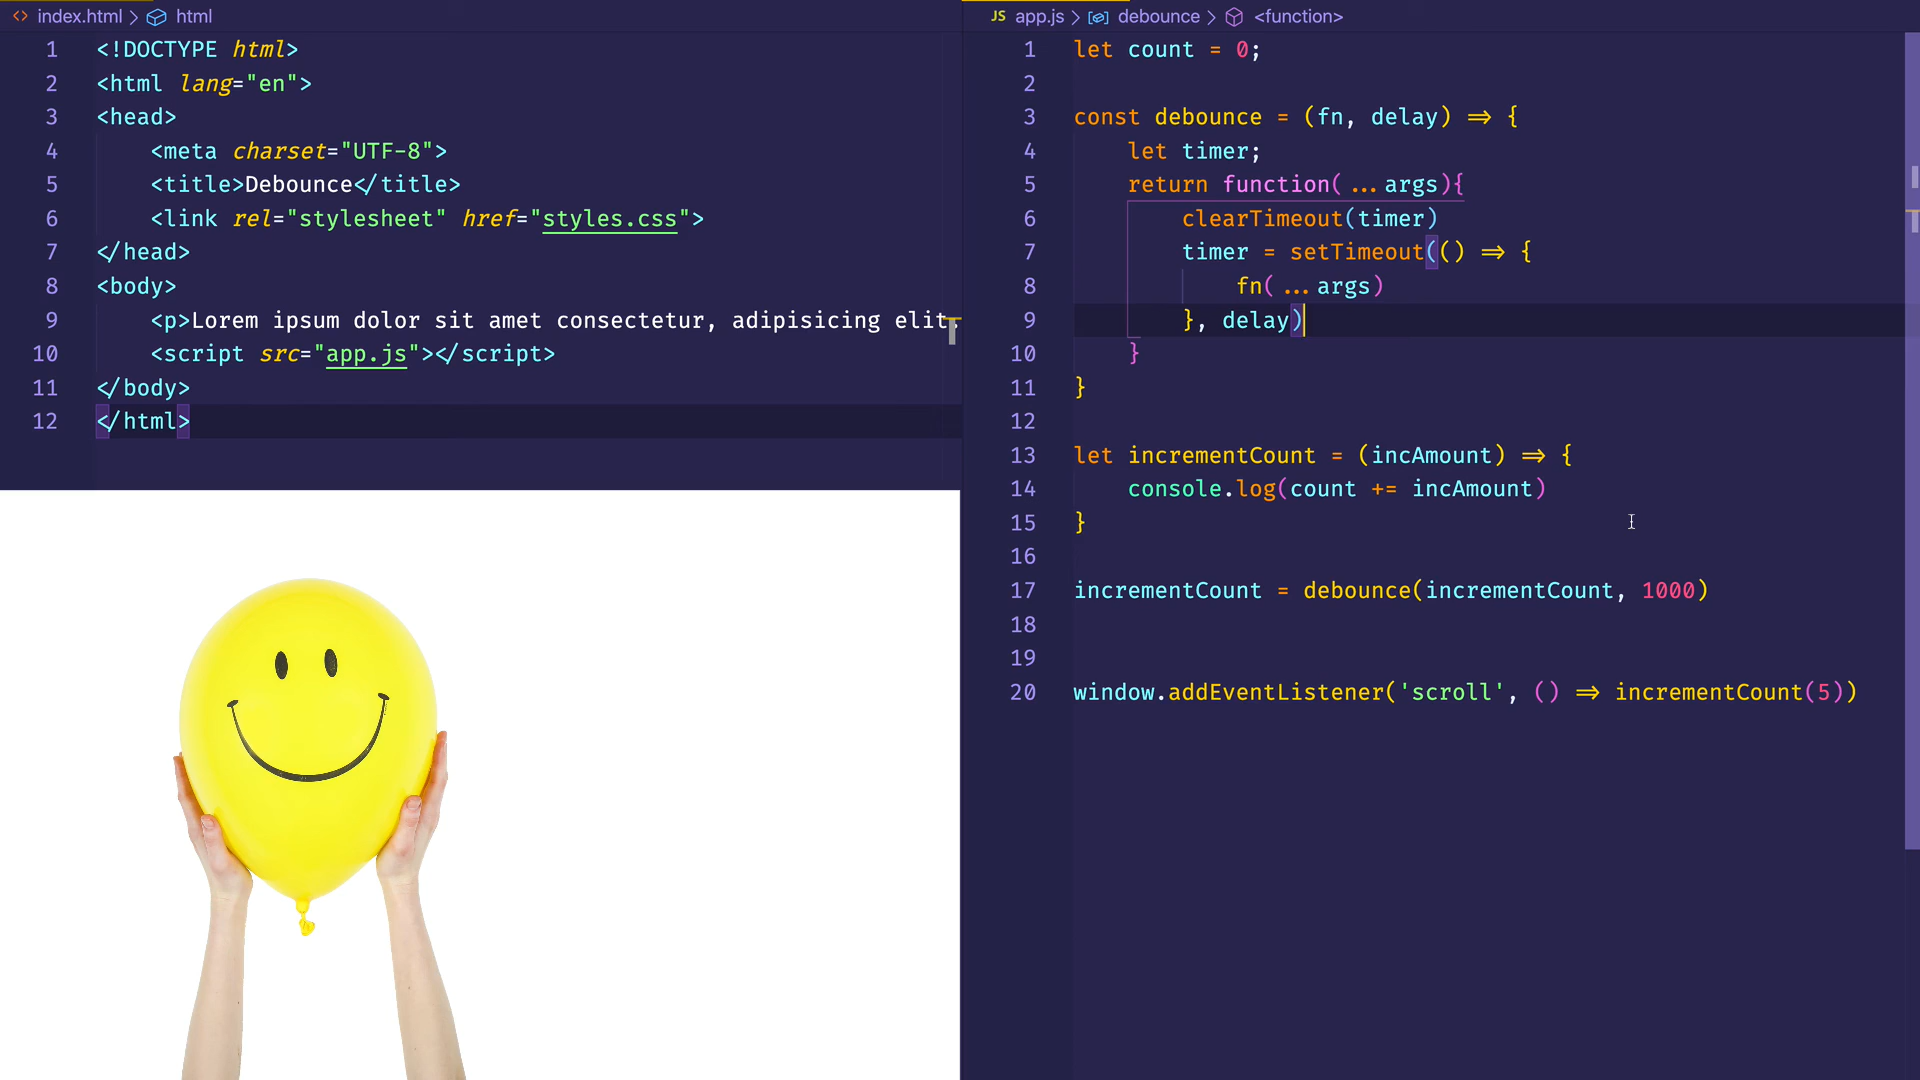 index.html > html
1 <!DOCTYPE html>
2 <html lang="en">
3 <head>
4     <meta charset="UTF-8">
5     <title>Debounce</title>
6     <link rel="stylesheet" href="styles.css">
7 </head>
8 <body>
9     <p>Lorem ipsum dolor sit amet consectetur, adipisicing elit.
10     <script src="app.js"></script>
11 </body>
12 </html>
JS app.js > debounce > <function>
1 let count = 0;
2
3 const debounce = (fn, delay) => {
4     let timer;
5     return function(...args){
6         clearTimeout(timer)
7         timer = setTimeout(() => {
8             fn(...args)
9         }, delay)
10     }
11 }
12
13 let incrementCount = (incAmount) => {
14     console.log(count += incAmount)
15 }
16
17 incrementCount = debounce(incrementCount, 1000)
18
19
20 window.addEventListener('scroll', () => incrementCount(5))